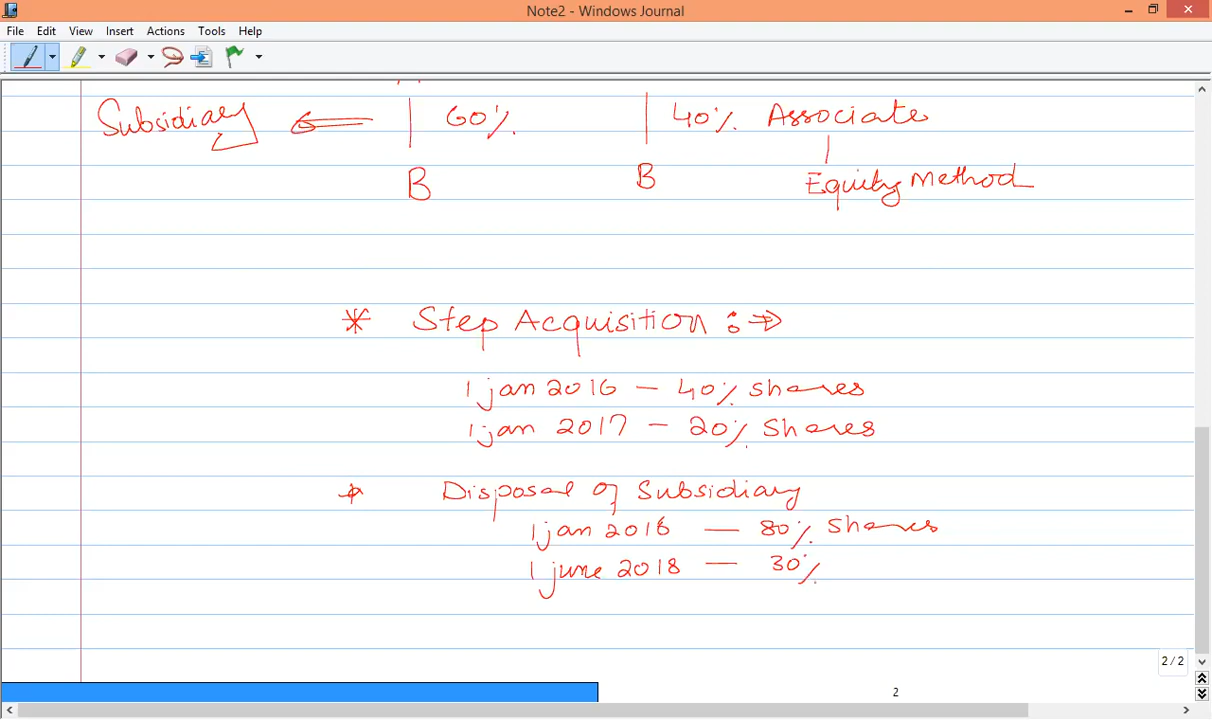 Note2 - Windows Journal
File Edit View Insert Actions Tools Help
Subsidiary 60% 40% Associate
B B Equity Method
* Step Acquisition :→
1 jan 2016 — 40% shares
1 jan 2017 — 20% Shares
* Disposal of Subsidiary
1 jan 2018 — 80% Shares
1 june 2018 — 30%
2 / 2
2